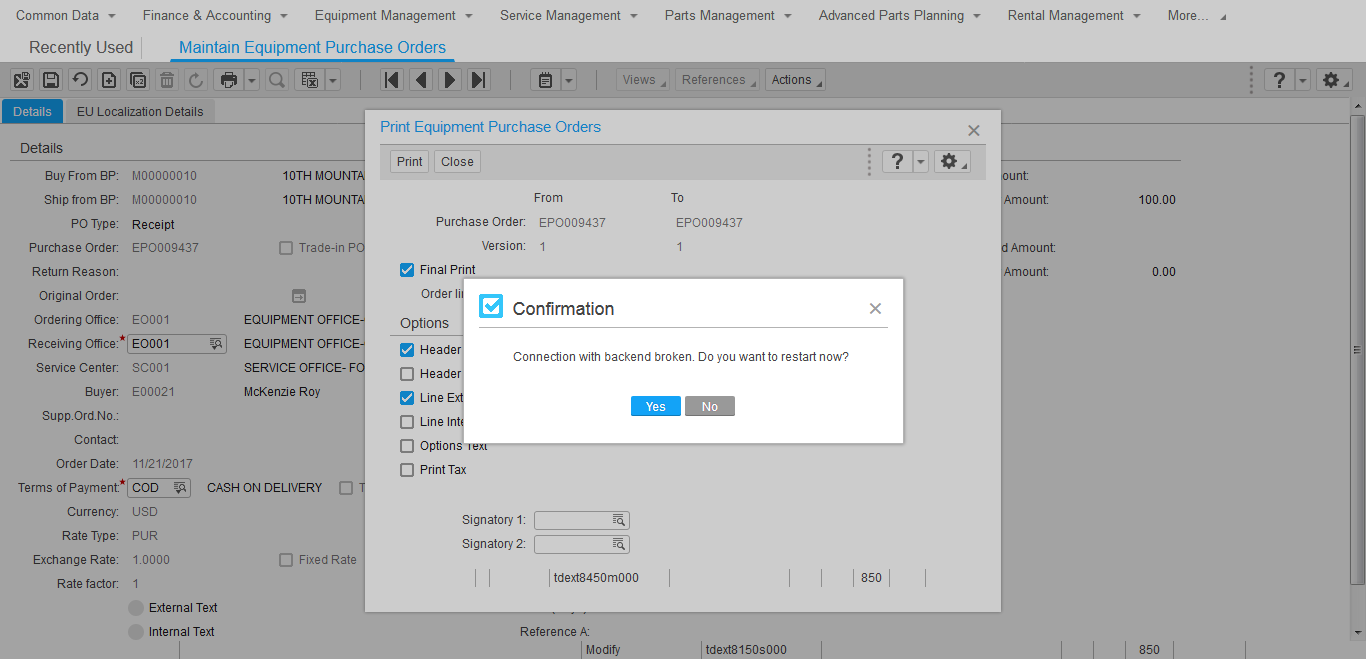 Common Data Finance & Accounting Equipment Management Service Management Parts Management Advanced Parts Planning Rental Management More...
Recently Used Maintain Equipment Purchase Orders
Views References Actions ?
Details EU Localization Details
Details
Buy From BP: M00000010 10TH MOUNTA
Ship from BP: M00000010 10TH MOUNTA
PO Type: Receipt
Purchase Order: EPO009437 Trade-in PO
Return Reason:
Original Order:
Ordering Office: EO001 EQUIPMENT OFFICE-
Receiving Office:* EO001 EQUIPMENT OFFICE-
Service Center: SC001 SERVICE OFFICE- FO
Buyer: E00021 McKenzie Roy
Supp.Ord.No.:
Contact:
Order Date: 11/21/2017
Terms of Payment:* COD CASH ON DELIVERY T
Currency: USD
Rate Type: PUR
Exchange Rate: 1.0000 Fixed Rate
Rate factor: 1
External Text
Internal Text
Print Equipment Purchase Orders
Print Close ?
From To
Purchase Order: EPO009437 EPO009437
Version: 1 1
Final Print
Order lin
Options
Header
Header
Line Ext
Line Inte
Options Text
Print Tax
Signatory 1:
Signatory 2:
tdext8450m000 850
Confirmation
Connection with backend broken. Do you want to restart now?
Yes No
ount:
Amount: 100.00
d Amount:
Amount: 0.00
Reference A:
Modify tdext8150s000 850